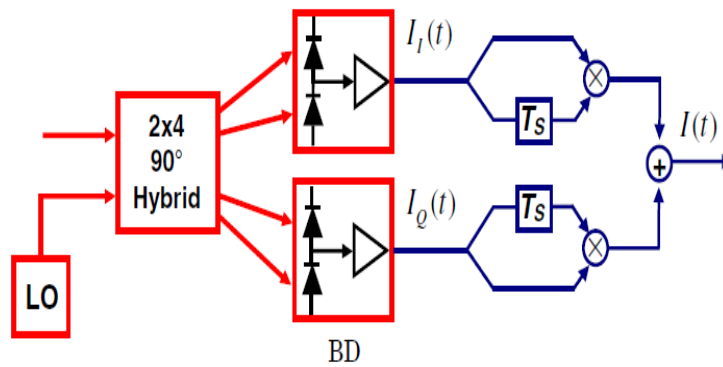 I_I(t)
2x4
90°
Hybrid
T_S
I(t)
+
I_Q(t)
T_S
LO
BD